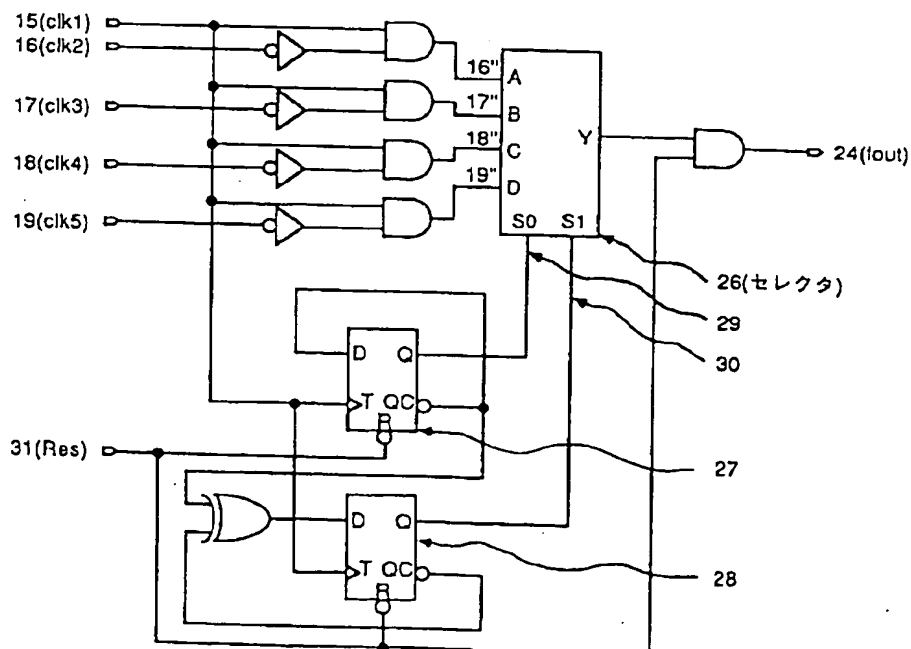 15(clk1)
16(clk2)
17(clk3)
18(clk4)
19(clk5)
16"
17"
18"
19"
A
B
C
D
Y
S0 S1
24(fout)
26(セレクタ)
29
30
D Q
T QC
R
27
31(Res)
D Q
T QC
R
28